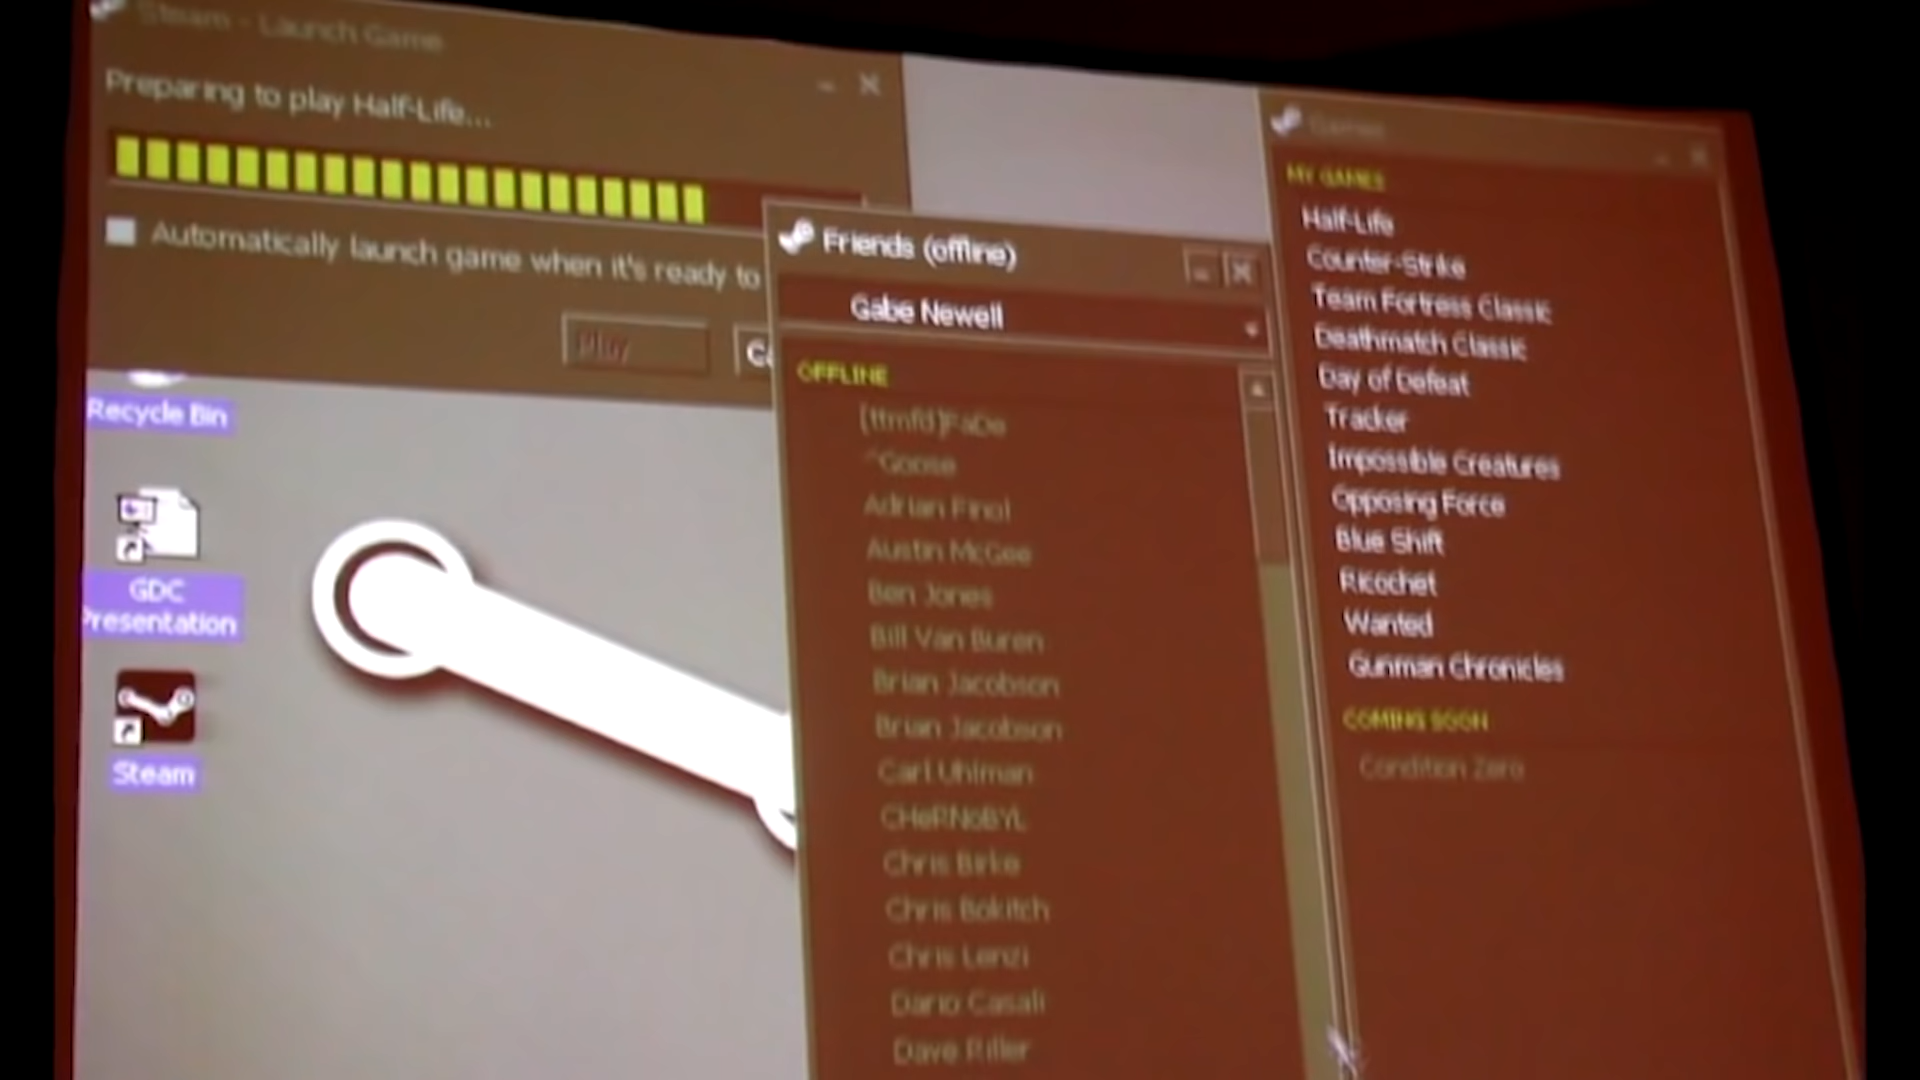 Steam - Launch Game
Preparing to play Half-Life...
Automatically launch game when it's ready to
Play
Recycle Bin
GDC
Presentation
Steam
Friends (offline)
Gabe Newell
OFFLINE
[ttmfd]FaDe
^Goose
Adrian Finol
Austin McGee
Ben Jones
Bill Van Buren
Brian Jacobson
Brian Jacobson
Carl Uhlman
CHeRNoBYL
Chris Birke
Chris Bokitch
Chris Lenzi
Dario Casali
Dave Riller
Games
MY GAMES
Half-Life
Counter-Strike
Team Fortress Classic
Deathmatch Classic
Day of Defeat
Tracker
Impossible Creatures
Opposing Force
Blue Shift
Ricochet
Wanted
Gunman Chronicles
COMING SOON
Condition Zero